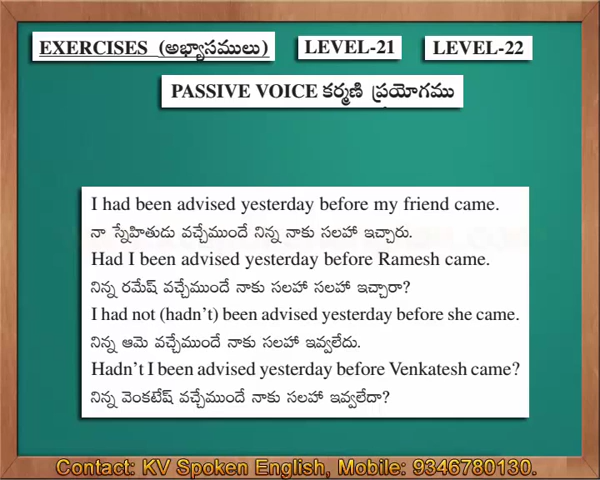 EXERCISES (అభ్యాసములు) LEVEL-21 LEVEL-22
PASSIVE VOICE కర్మణి ప్రయోగము
I had been advised yesterday before my friend came.
నా స్నేహితుడు వచ్చేముందే నిన్న నాకు సలహా ఇచ్చారు.
Had I been advised yesterday before Ramesh came.
నిన్న రమేష్ వచ్చేముందే నాకు సలహా సలహా ఇచ్చారా?
I had not (hadn't) been advised yesterday before she came.
నిన్న ఆమె వచ్చేముందే నాకు సలహా ఇవ్వలేదు.
Hadn't I been advised yesterday before Venkatesh came?
నిన్న వెంకటేష్ వచ్చేముందే నాకు సలహా ఇవ్వలేదా?
Contact: KV Spoken English, Mobile: 9346780130.